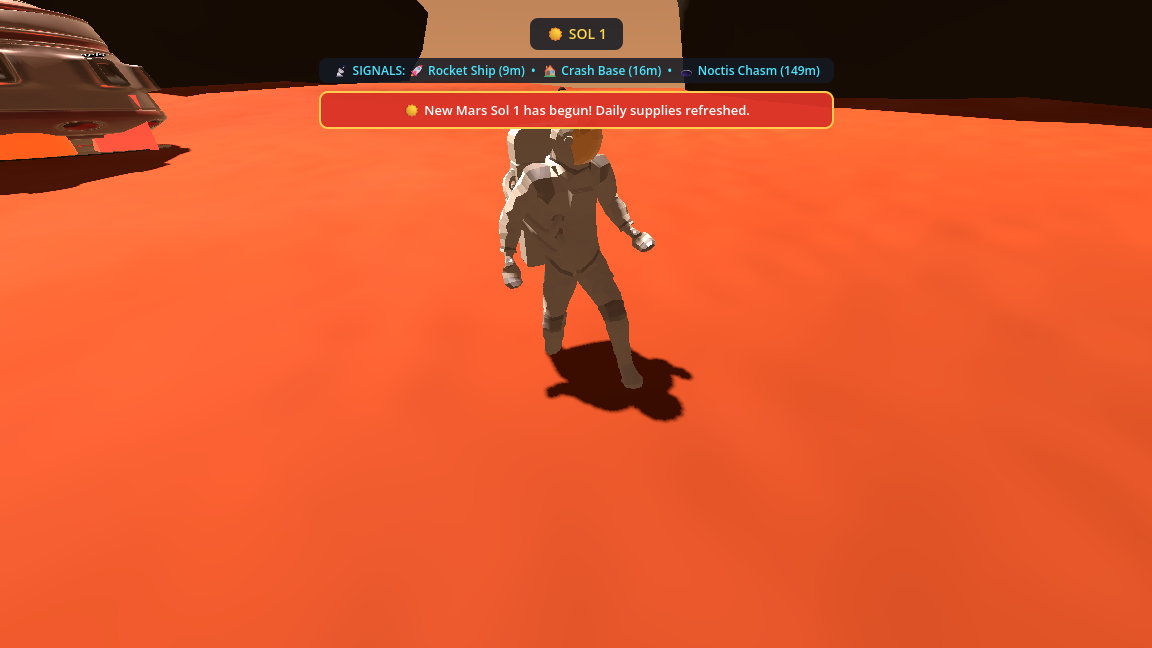 SOL 1
SIGNALS: Rocket Ship (9m) • Crash Base (16m) • Noctis Chasm (149m)
New Mars Sol 1 has begun! Daily supplies refreshed.